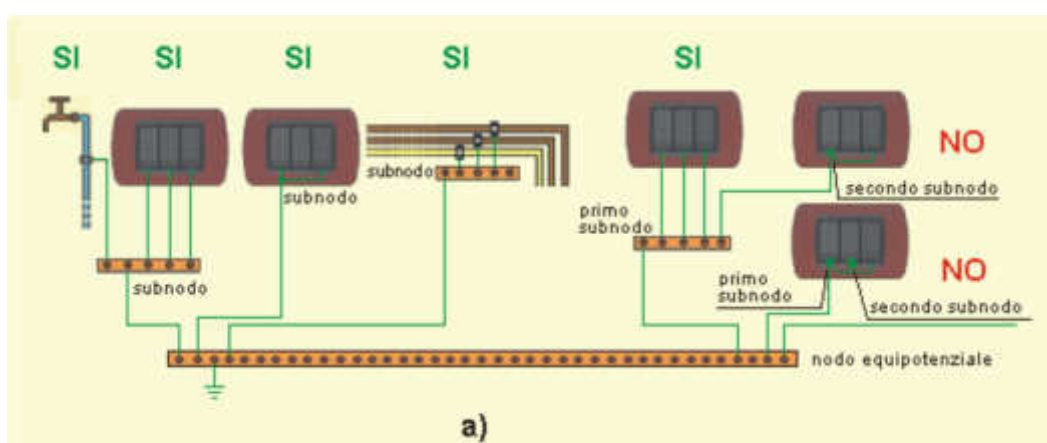 SI
SI
SI
SI
SI
NO
secondo subnodo
subnodo
subnodo
primo
subnodo
subnodo
NO
primo
subnodo
secondo subnodo
nodo equipotenziale
a)